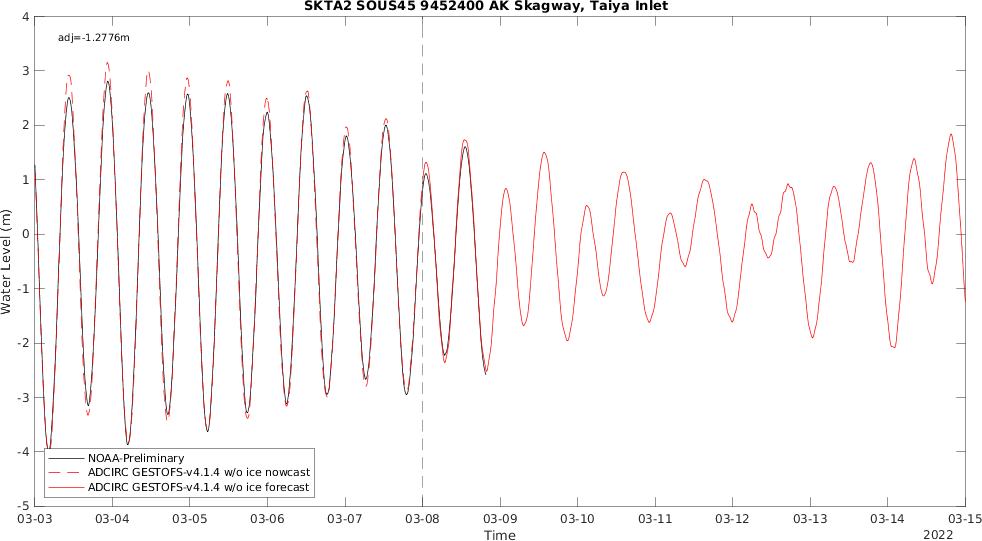 SKTA2 SOUS45 9452400 AK Skagway, Taiya Inlet
adj=-1.2776m
4
3
2
1
0
-1
-2
-3
-4
-5
Water Level (m)
NOAA-Preliminary
ADCIRC GESTOFS-v4.1.4 w/o ice nowcast
ADCIRC GESTOFS-v4.1.4 w/o ice forecast
03-03 03-04 03-05 03-06 03-07 03-08 03-09 03-10 03-11 03-12 03-13 03-14 03-15
Time
2022